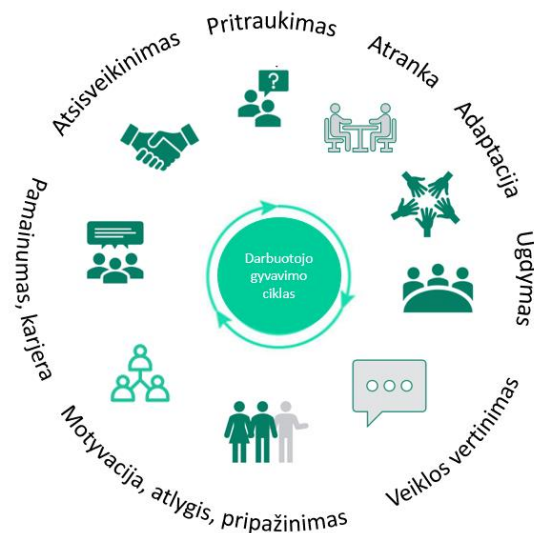 Pritraukimas
Atranka
Adaptacija
Ugdymas
Veiklos vertinimas
Motyvacija, atlygis, pripažinimas
Pamainumas, karjera
Atsisveikinimas
?
Darbuotojo
gyvavimo
ciklas